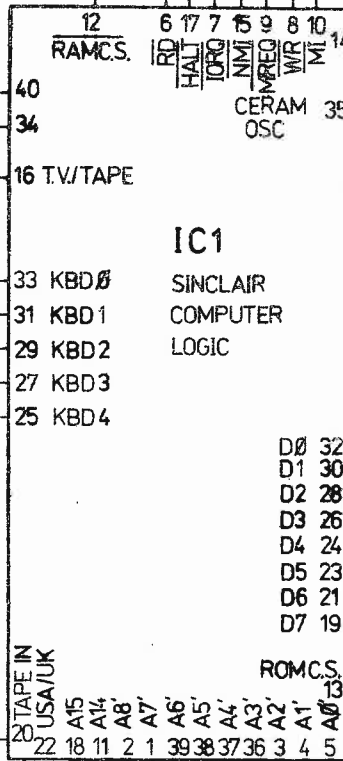 12 6 17 7 15 9 8 10
RAMC.S. RD HALT IORQ NMI MREQ WR M1 14
40 CERAM 35
34 OSC
16 T.V./TAPE
IC1
33 KBDØ SINCLAIR
31 KBD1 COMPUTER
29 KBD2 LOGIC
27 KBD3
25 KBD4
DØ 32
D1 30
D2 28
D3 26
D4 24
D5 23
D6 21
D7 19
ROMC.S.
13
TAPE IN USA/UK A15 A14 A8' A7' A6' A5' A4' A3' A2' A1' AØ'
20 22 18 11 2 1 39 38 37 36 3 4 5